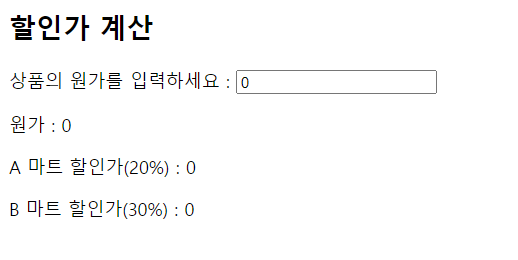 할인가 계산
상품의 원가를 입력하세요 : 0
원가 : 0
A 마트 할인가(20%) : 0
B 마트 할인가(30%) : 0